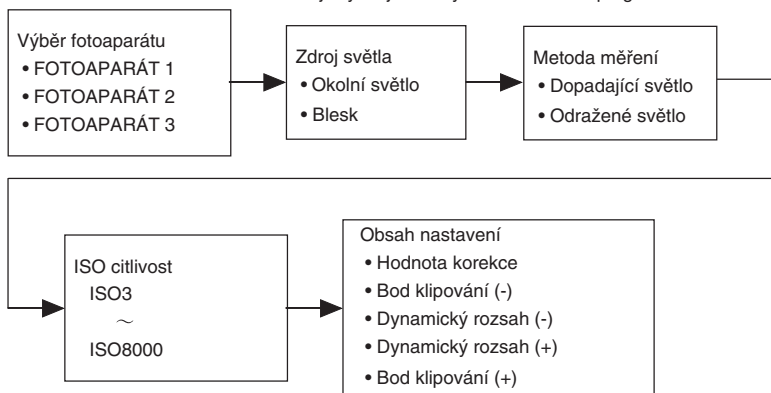 Výběr fotoaparátu
• FOTOAPARÁT 1
• FOTOAPARÁT 2
• FOTOAPARÁT 3
Zdroj světla
• Okolní světlo
• Blesk
Metoda měření
• Dopadající světlo
• Odražené světlo
ISO citlivost
ISO3
～
ISO8000
Obsah nastavení
• Hodnota korekce
• Bod klipování (-)
• Dynamický rozsah (-)
• Dynamický rozsah (+)
• Bod klipování (+)